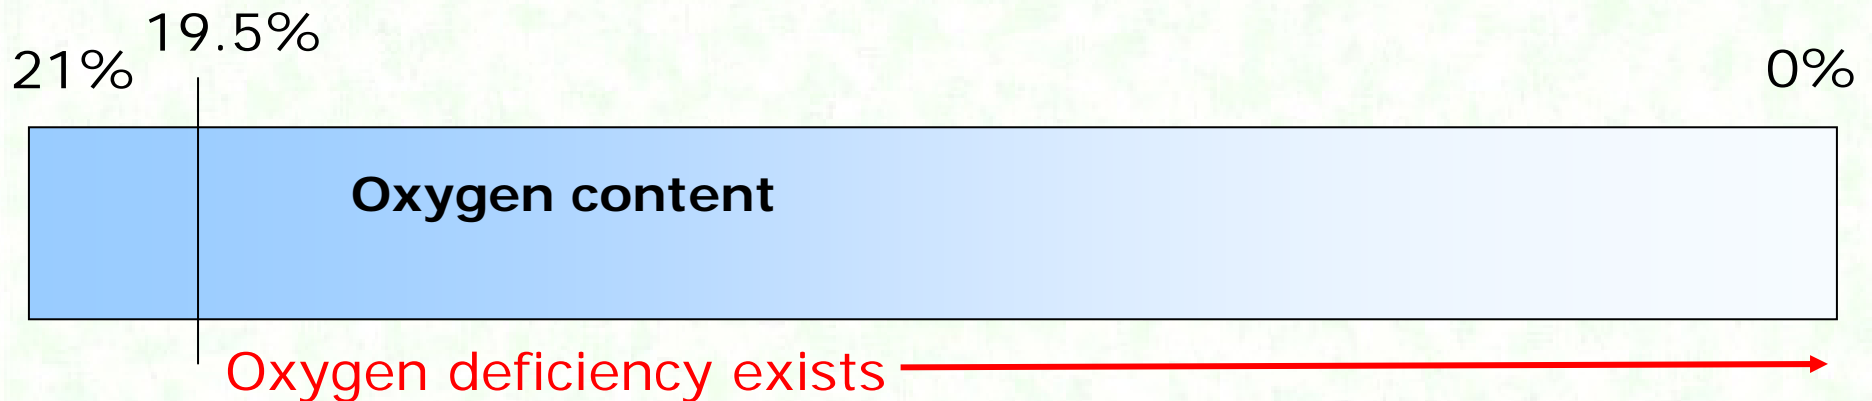 19.5%
21%
0%
Oxygen content
Oxygen deficiency exists